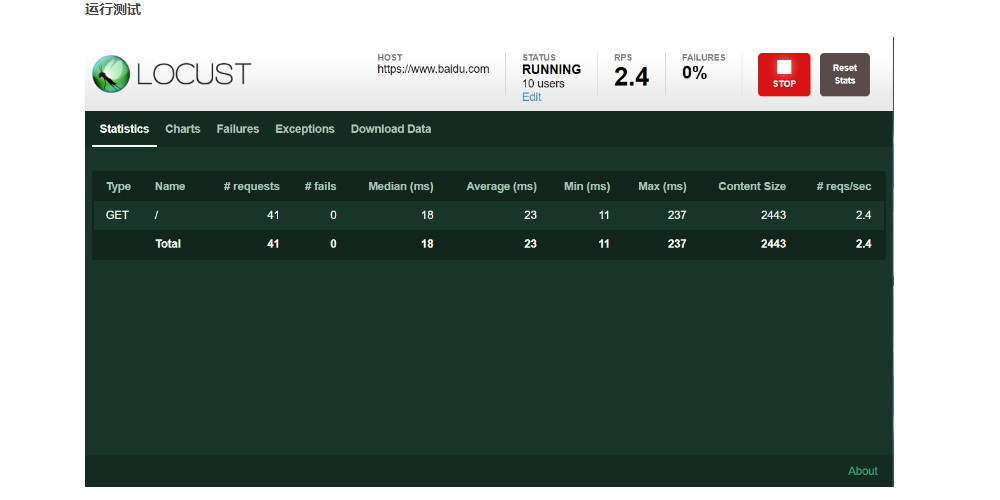 运行测试
LOCUST
HOST
https://www.baidu.com
STATUS
RUNNING
10 users
Edit
RPS
2.4
FAILURES
0%
STOP
Reset
Stats
Statistics Charts Failures Exceptions Download Data
Type Name # requests # fails Median (ms) Average (ms) Min (ms) Max (ms) Content Size # reqs/sec
GET / 41 0 18 23 11 237 2443 2.4
Total 41 0 18 23 11 237 2443 2.4
About